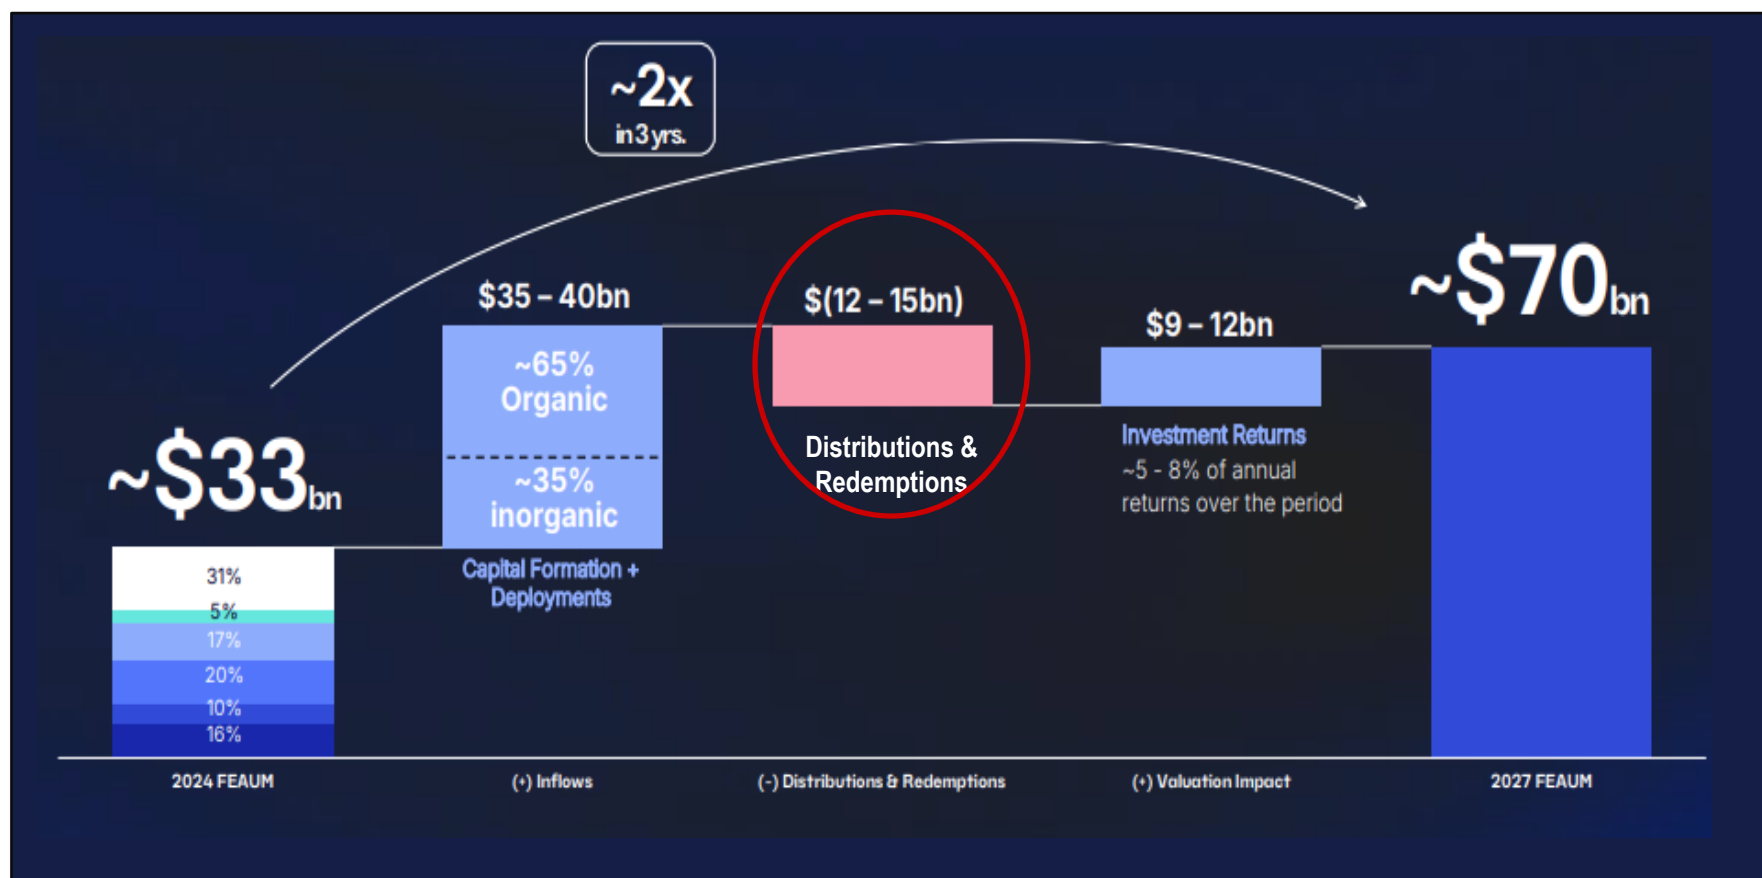 ~2x
in 3 yrs.
~$33bn
31%
5%
17%
20%
10%
16%
$35 – 40bn
~65%
Organic
~35%
inorganic
Capital Formation +
Deployments
$(12 – 15bn)
Distributions &
Redemptions
$9 – 12bn
Investment Returns
~5 - 8% of annual
returns over the period
~$70bn
2024 FEAUM
(+) Inflows
(-) Distributions & Redemptions
(+) Valuation Impact
2027 FEAUM